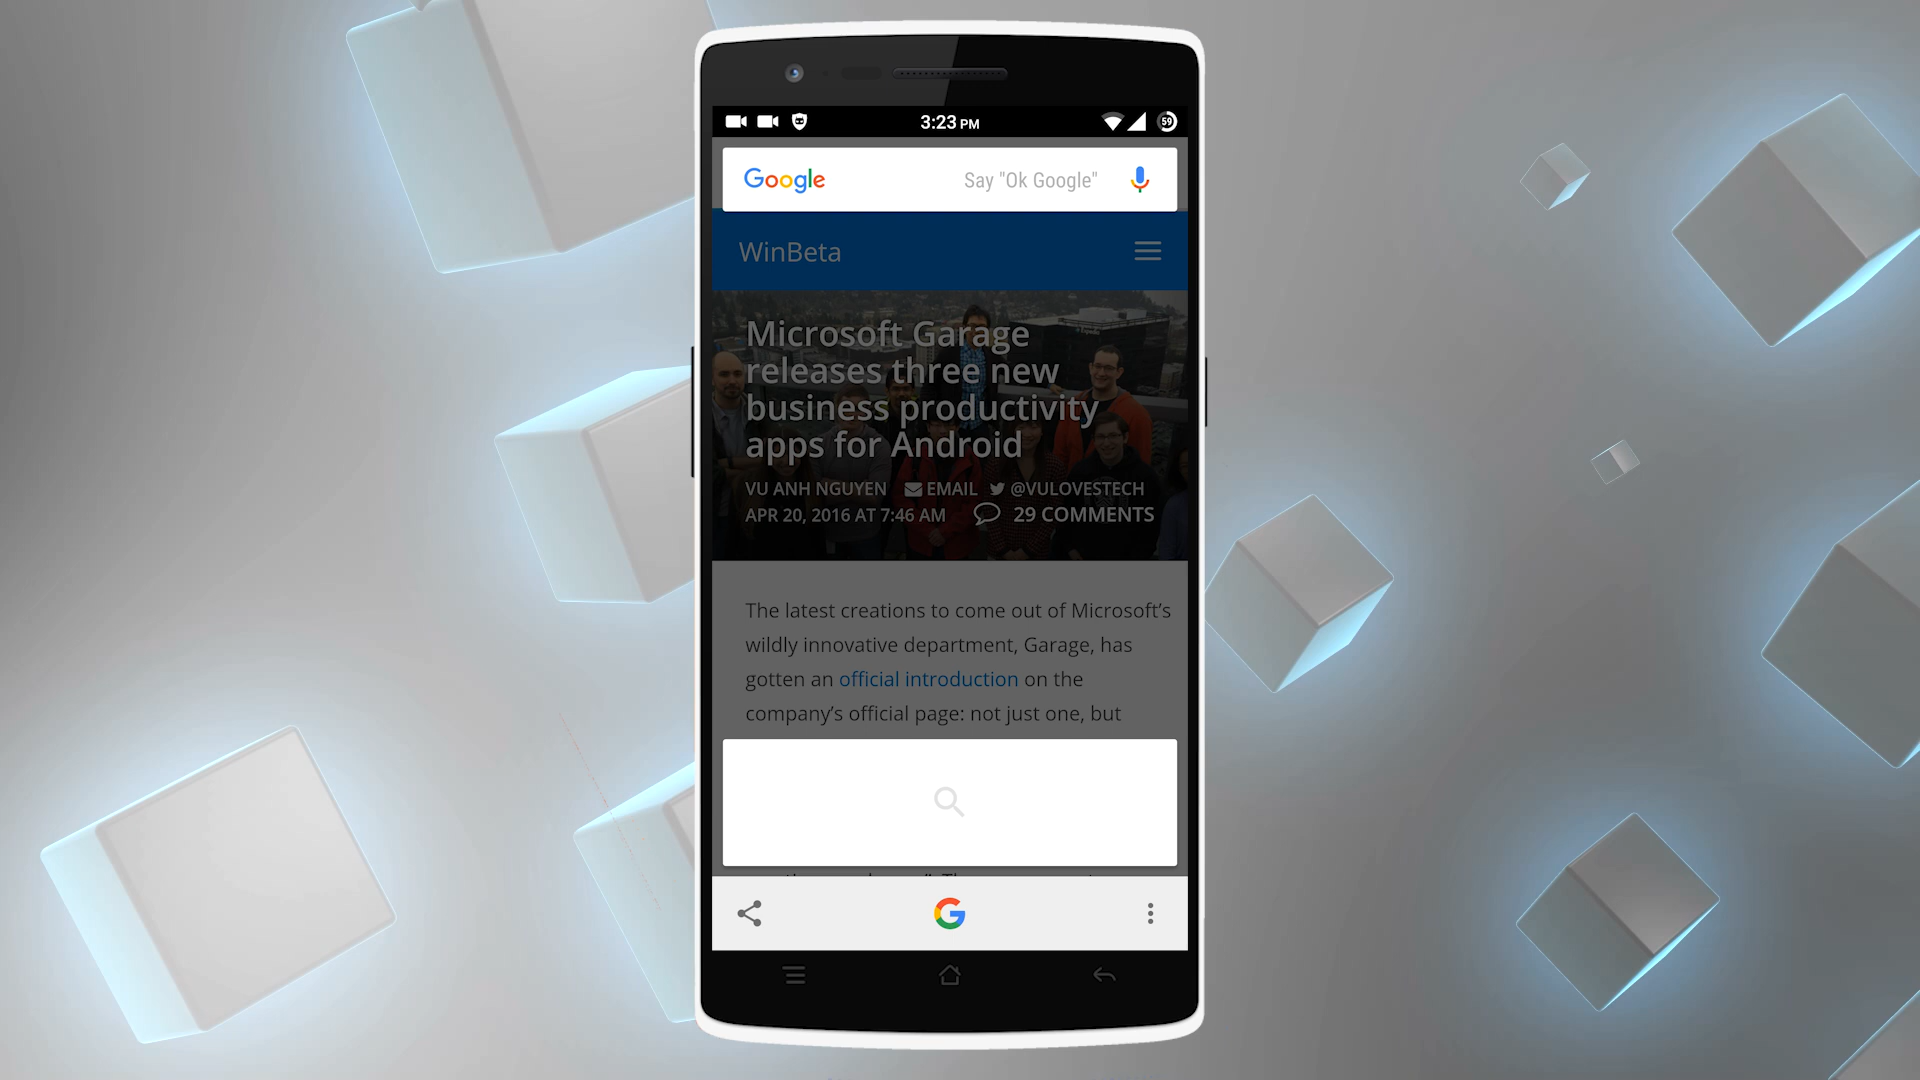 3:23 PM
59
Google
Say "Ok Google"
WinBeta
Microsoft Garage
releases three new
business productivity
apps for Android
VU ANH NGUYEN EMAIL @VULOVESTECH
APR 20, 2016 AT 7:46 AM 29 COMMENTS
The latest creations to come out of Microsoft’s
wildly innovative department, Garage, has
gotten an official introduction on the
company’s official page: not just one, but
G